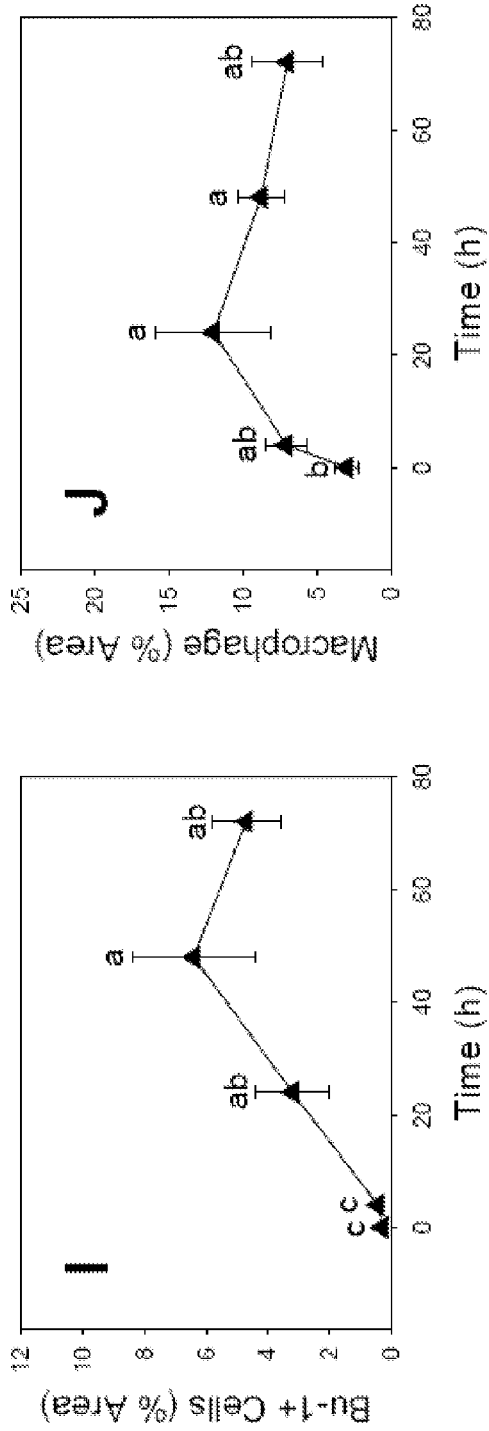 I
Bu-1+ Cells (% Area)
12
10
8
6
4
2
0
c
c
ab
a
ab
0 20 40 60 80
Time (h)
J
Macrophage (% Area)
25
20
15
10
5
0
b
ab
a
a
ab
0 20 40 60 80
Time (h)